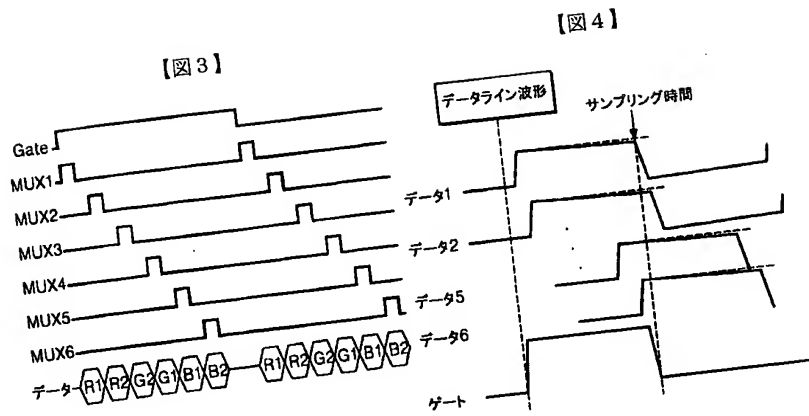 【図3】
Gate
MUX1
MUX2
MUX3
MUX4
MUX5
MUX6
データ R1 R2 G2 G1 B1 B2 R1 R2 G2 G1 B1 B2
【図4】
データライン波形
サンプリング時間
データ1
データ2
データ5
データ6
ゲート